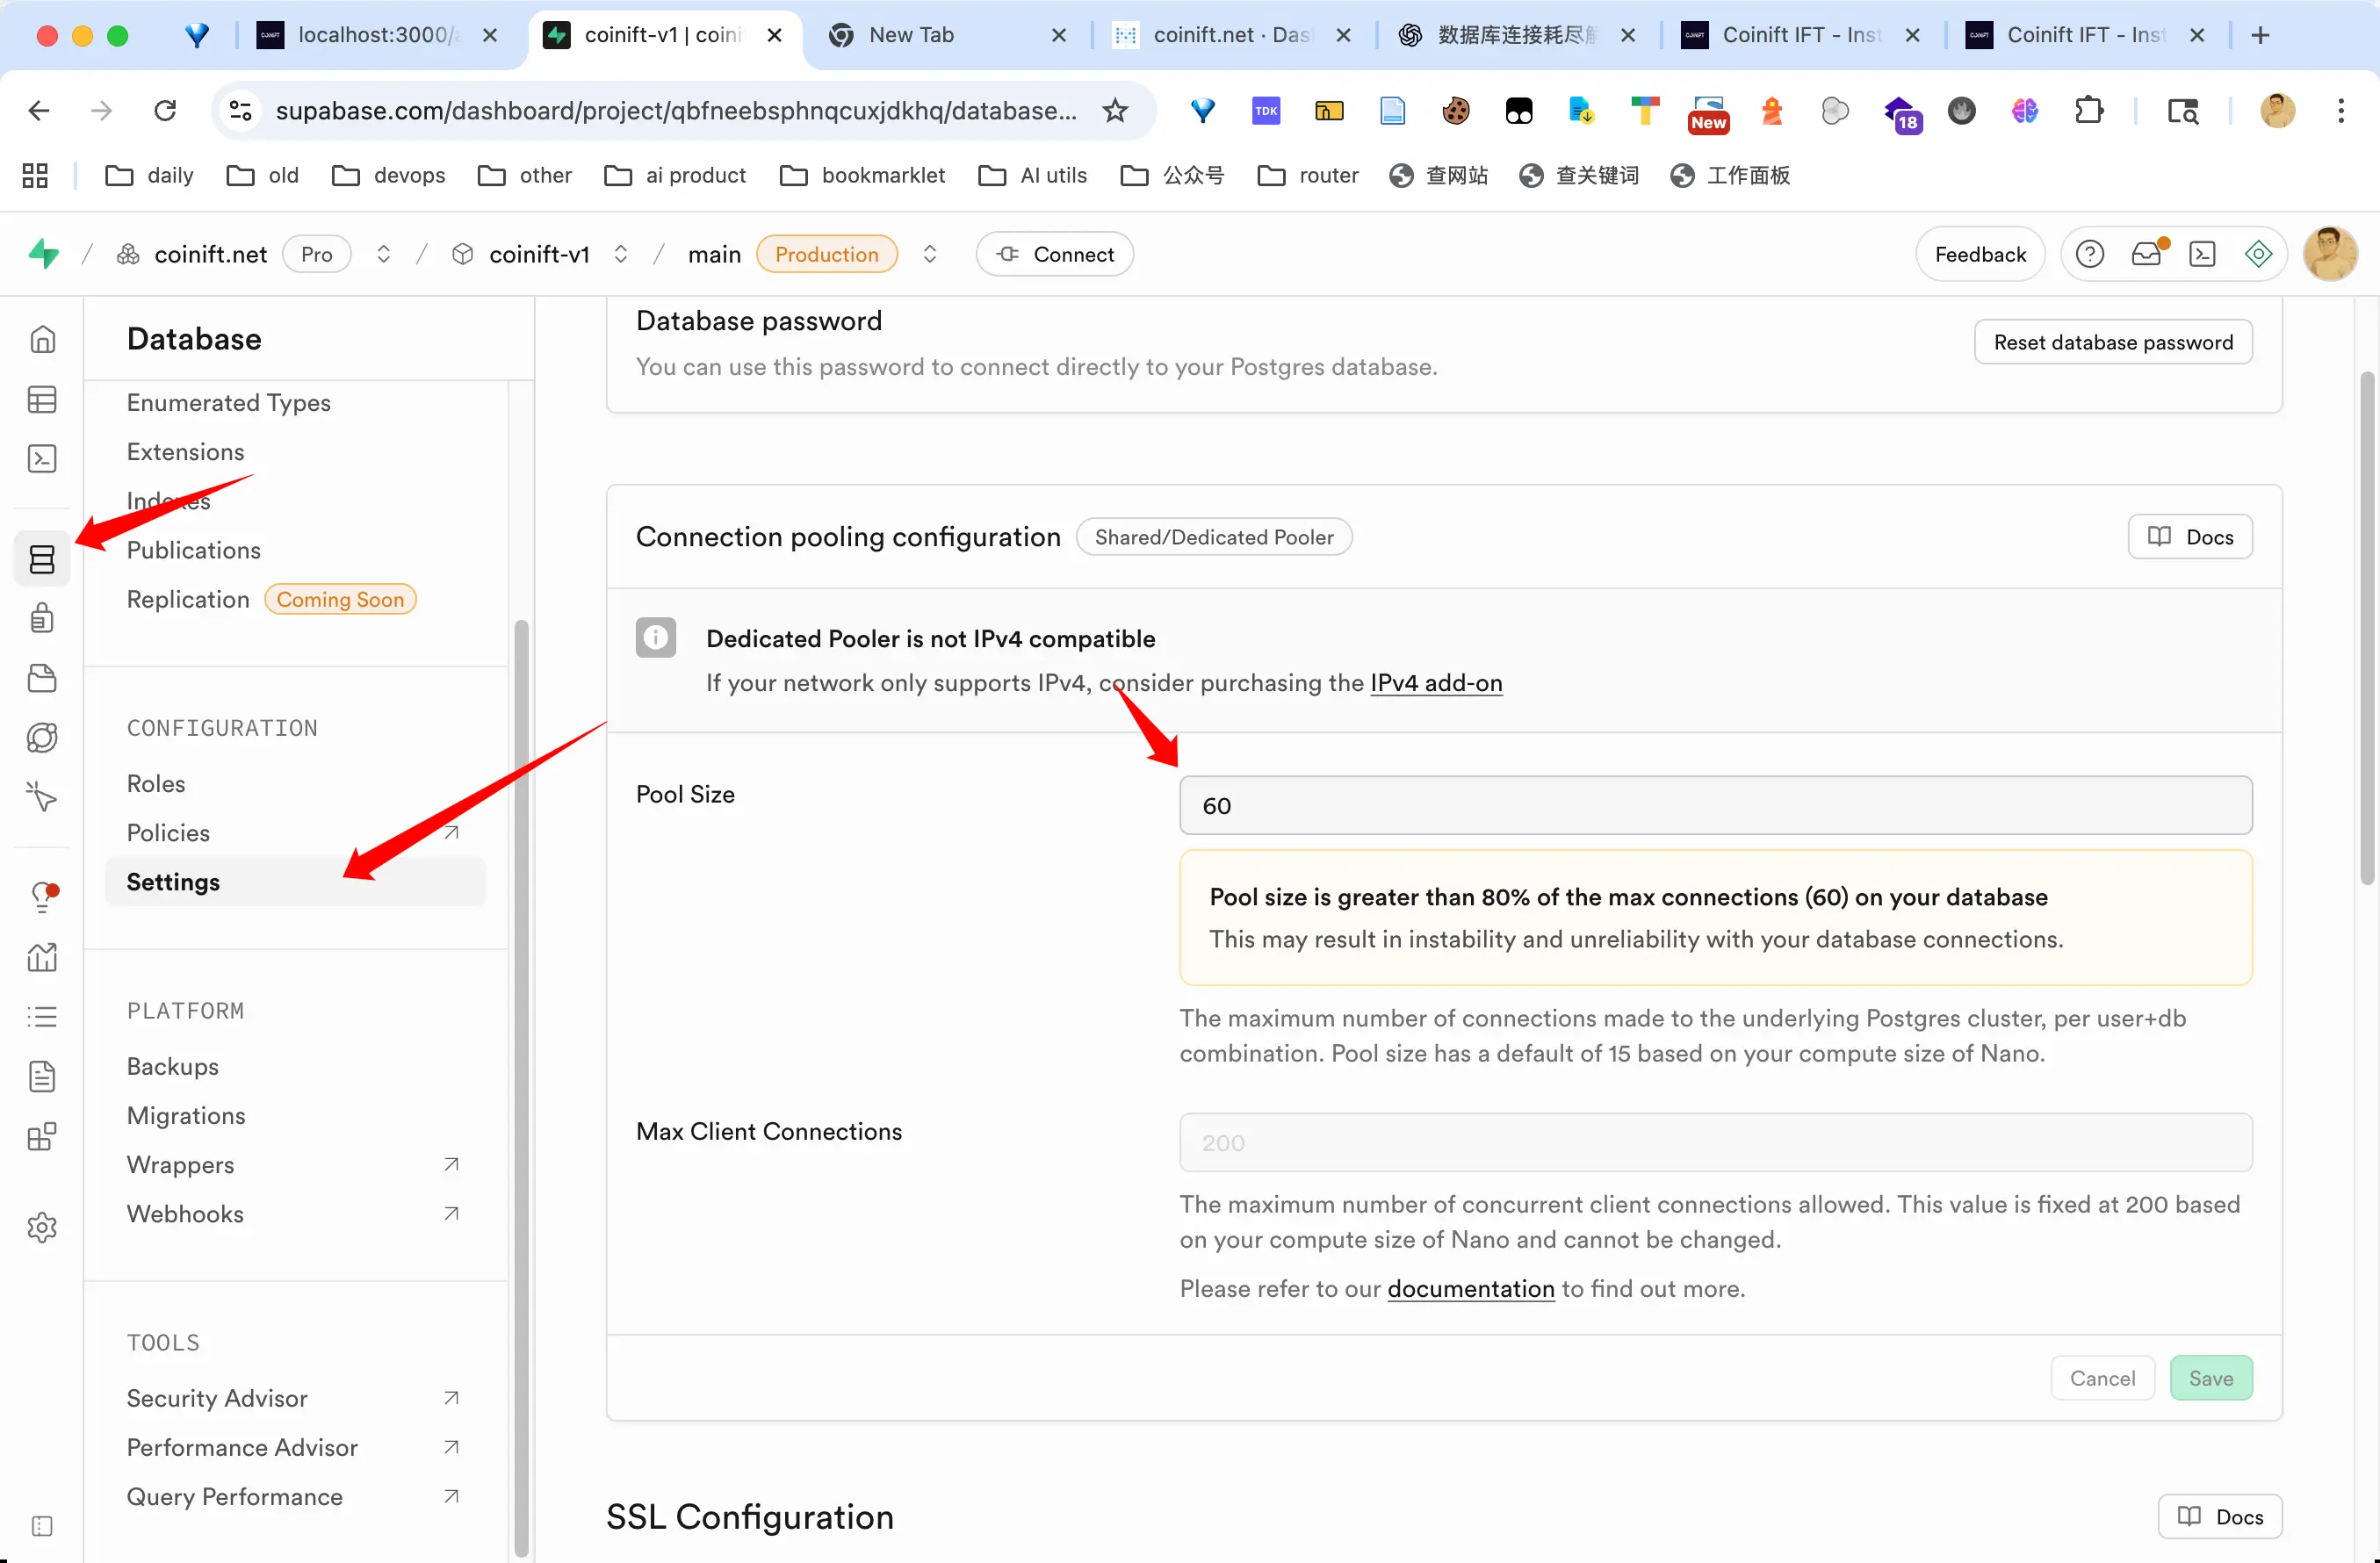 localhost:3000/a
coinift-v1 | coini
New Tab
coinift.net · Das
数据库连接耗尽解
Coinift IFT - Inst
Coinift IFT - Inst
supabase.com/dashboard/project/qbfneebsphnqcuxjdkhq/database...
TDK
New
18
daily
old
devops
other
ai product
bookmarklet
AI utils
公众号
router
查网站
查关键词
工作面板
coinift.net
Pro
coinift-v1
main
Production
Connect
Feedback
Database
Enumerated Types
Extensions
Indexes
Publications
Replication
Coming Soon
CONFIGURATION
Roles
Policies
Settings
PLATFORM
Backups
Migrations
Wrappers
Webhooks
TOOLS
Security Advisor
Performance Advisor
Query Performance
Database password
You can use this password to connect directly to your Postgres database.
Reset database password
Connection pooling configuration
Shared/Dedicated Pooler
Docs
Dedicated Pooler is not IPv4 compatible
If your network only supports IPv4, consider purchasing the IPv4 add-on
Pool Size
60
Pool size is greater than 80% of the max connections (60) on your database
This may result in instability and unreliability with your database connections.
The maximum number of connections made to the underlying Postgres cluster, per user+db
combination. Pool size has a default of 15 based on your compute size of Nano.
Max Client Connections
200
The maximum number of concurrent client connections allowed. This value is fixed at 200 based
on your compute size of Nano and cannot be changed.
Please refer to our documentation to find out more.
Cancel
Save
SSL Configuration
Docs